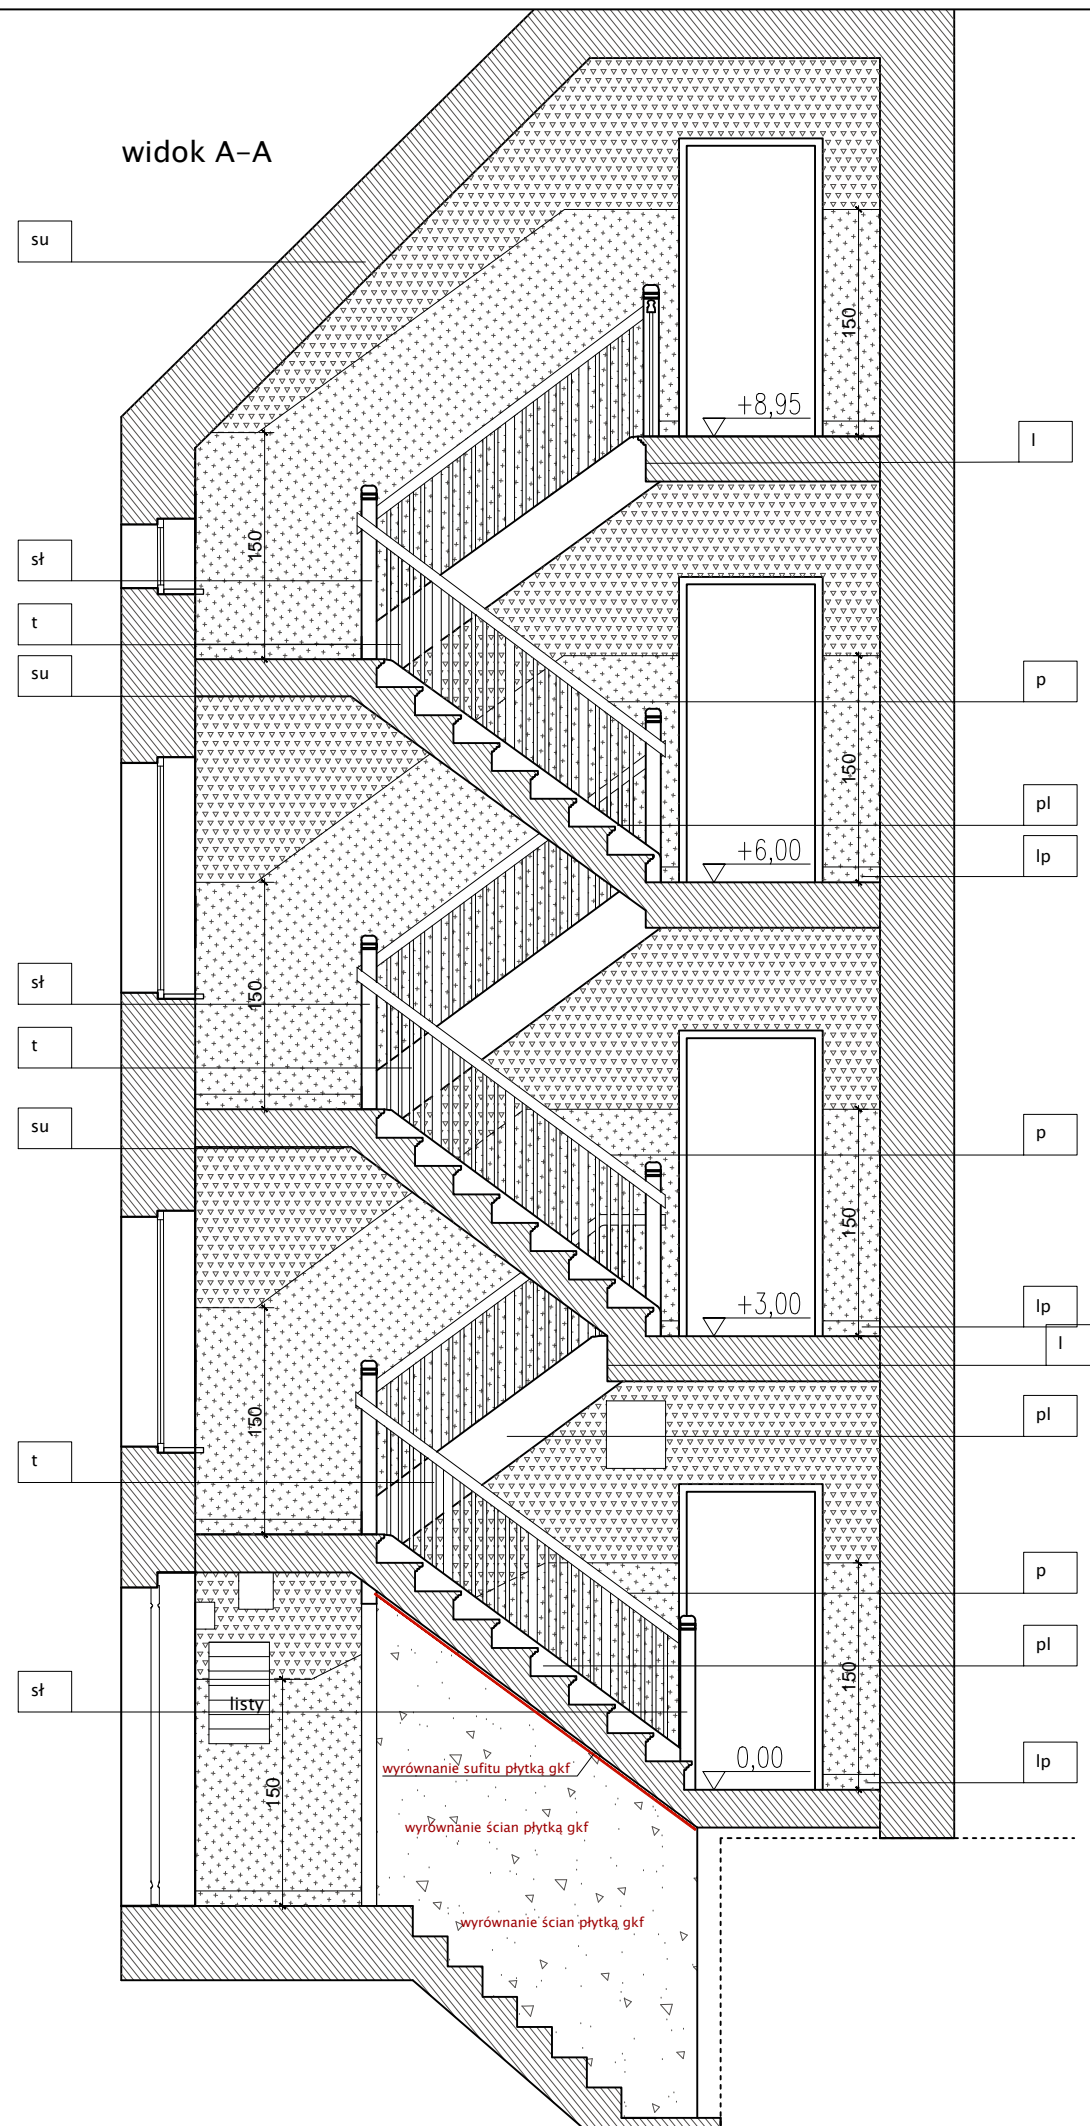 widok A-A
su
150
+8,95
l
150
sł
t
su
p
150
pl
+6,00
lp
sł
150
t
p
su
150
lp
+3,00
l
pl
150
t
p
pl
150
sł
listy
0,00
lp
wyrównanie sufitu płytką gkf
150
wyrównanie ścian płytką gkf
wyrównanie ścian płytką gkf